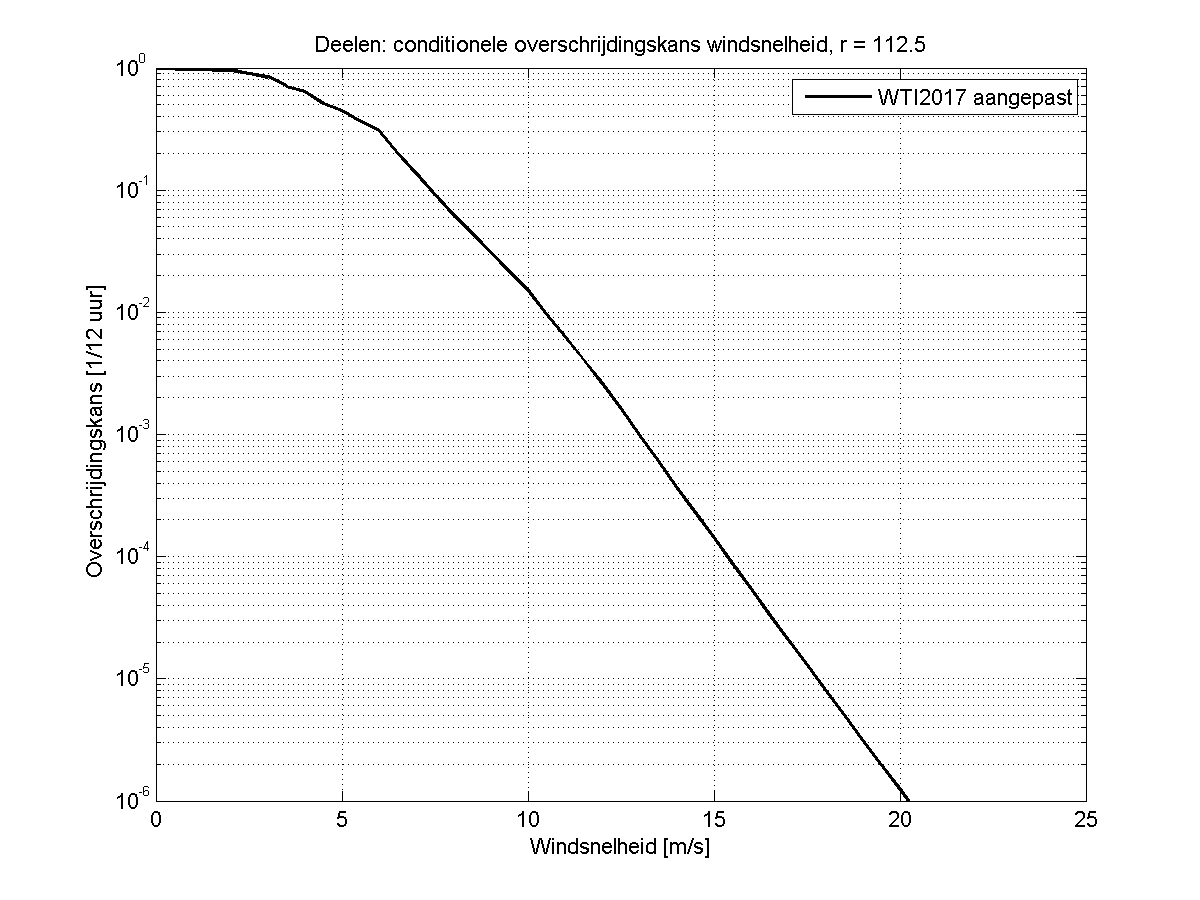 Deelen: conditionele overschrijdingskans windsnelheid, r = 112.5
WTI2017 aangepast
Overschrijdingskans [1/12 uur]
10^0
10^-1
10^-2
10^-3
10^-4
10^-5
10^-6
0 5 10 15 20 25
Windsnelheid [m/s]